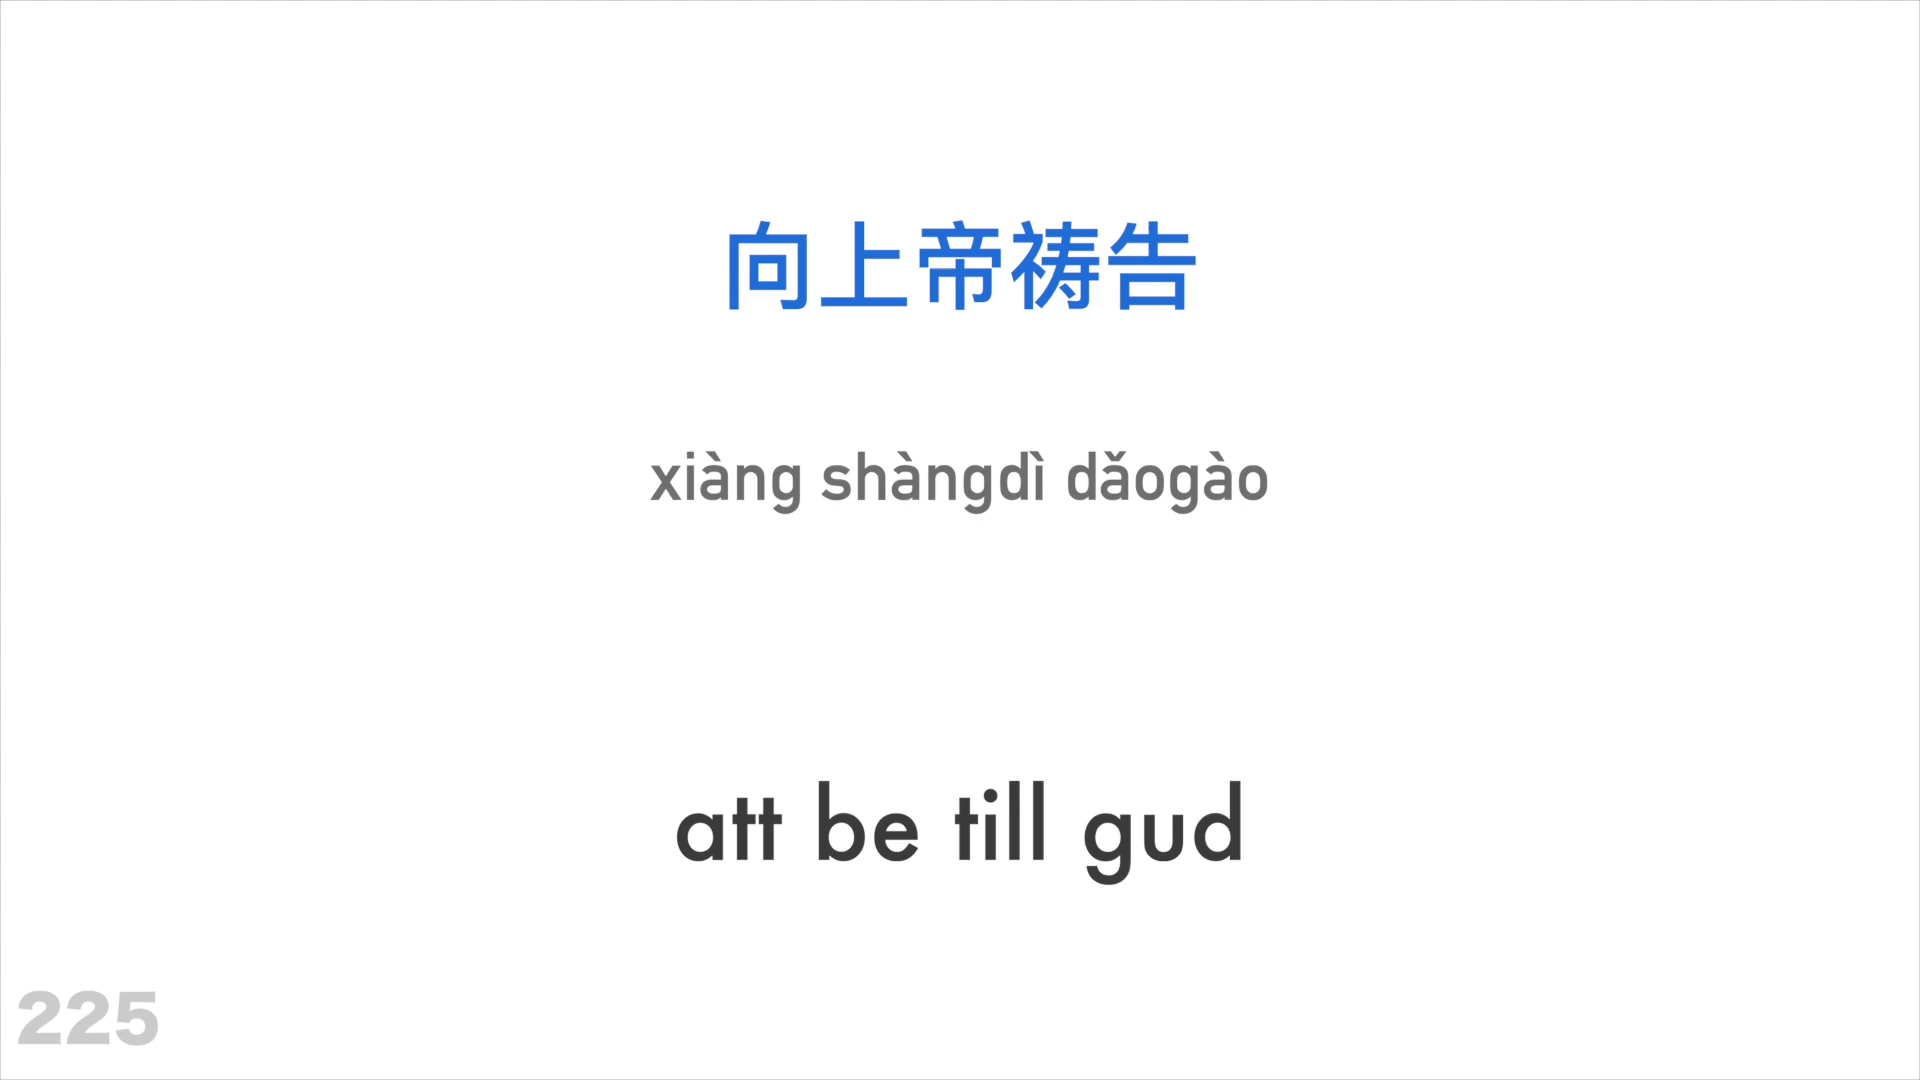 向上帝祷告
xiàng shàngdì dǎogào
att be till gud
225